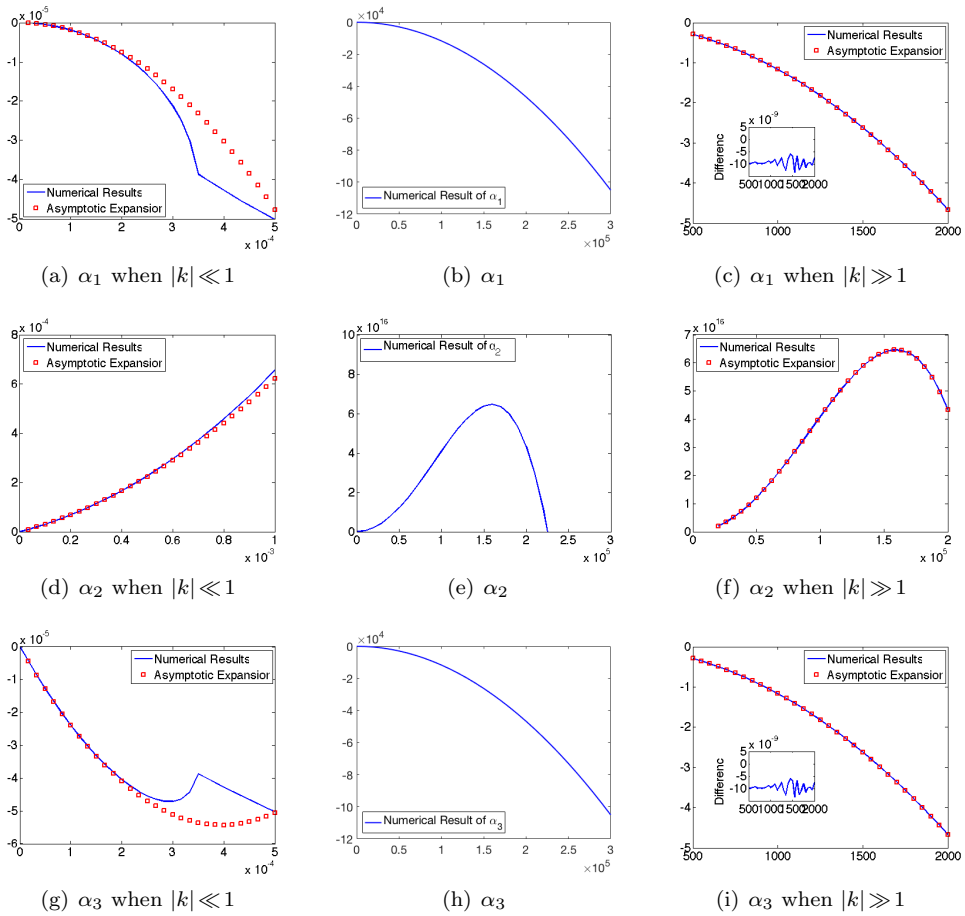 x 10^-5
0
-1
-2
-3
-4
-5
0 1 2 3 4 5
x 10^-4
Numerical Results
Asymptotic Expansior
(a) α1 when |k| ≪ 1
×10^4
0
-2
-4
-6
-8
-10
-12
0 0.5 1 1.5 2 2.5 3
×10^5
Numerical Result of α1
(b) α1
0
-1
-2
-3
-4
-5
500 1000 1500 2000
Numerical Results
Asymptotic Expansior
x 10^-9
5
0
-5
-10
Differenc
500 1000 1500 2000
(c) α1 when |k| ≫ 1
x 10^-4
8
6
4
2
0
0 0.2 0.4 0.6 0.8 1
x 10^-3
Numerical Results
Asymptotic Expansior
(d) α2 when |k| ≪ 1
x 10^16
10
8
6
4
2
0
0 0.5 1 1.5 2 2.5 3
x 10^5
Numerical Result of α2
(e) α2
x 10^16
7
6
5
4
3
2
1
0
0 0.5 1 1.5 2
x 10^5
Numerical Results
Asymptotic Expansior
(f) α2 when |k| ≫ 1
x 10^-5
0
-1
-2
-3
-4
-5
-6
0 1 2 3 4 5
x 10^-4
Numerical Results
Asymptotic Expansior
(g) α3 when |k| ≪ 1
×10^4
0
-2
-4
-6
-8
-10
-12
0 0.5 1 1.5 2 2.5 3
×10^5
Numerical Result of α3
(h) α3
0
-1
-2
-3
-4
-5
500 1000 1500 2000
Numerical Results
Asymptotic Expansior
x 10^-9
5
0
-5
-10
Differenc
500 1000 1500 2000
(i) α3 when |k| ≫ 1